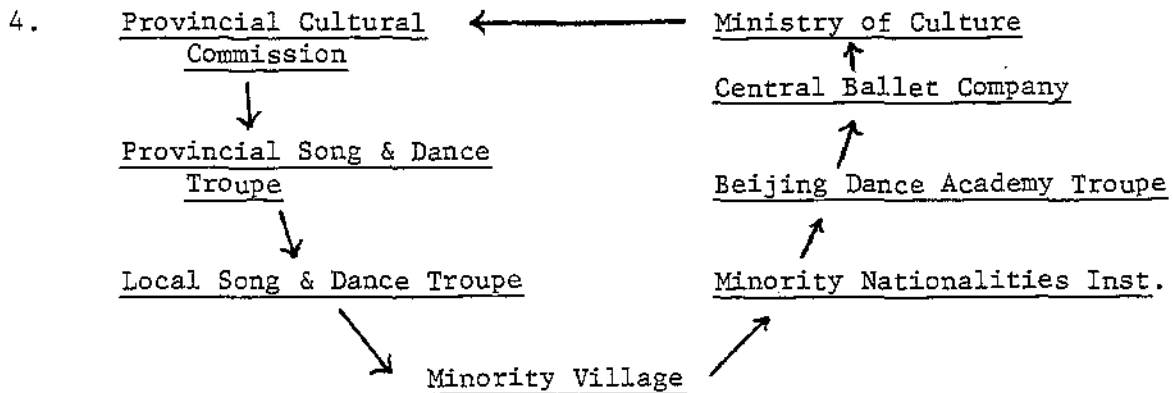 4. Provincial Cultural Commission
Ministry of Culture
Central Ballet Company
Provincial Song & Dance Troupe
Beijing Dance Academy Troupe
Local Song & Dance Troupe
Minority Nationalities Inst.
Minority Village